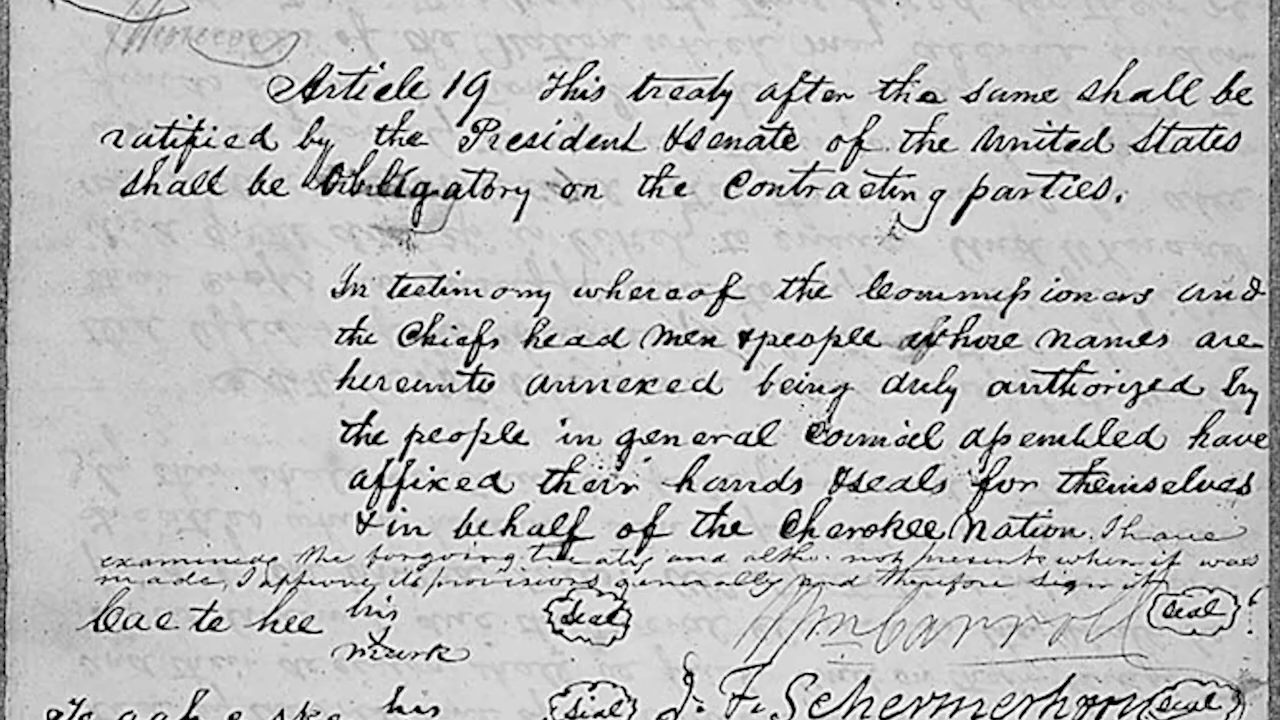 Article 19 This treaty after the same shall be
ratified by the President & Senate of the United States
shall be Obligatory on the Contracting parties.
In testimony whereof the Commissioners and
the Chiefs head men & people whose names are
hereunto annexed being duly authorized by
the people in general Council assembled have
affixed their hands & seals for themselves
& in behalf of the Cherokee Nation. I have
examined the forgoing treaty and altho. not present when it was
made, I approve its provisions generally and therefore sign it
Cae te hee his mark Seal Wm Carroll Seal
his Seal J. F. Schermerhorn Seal